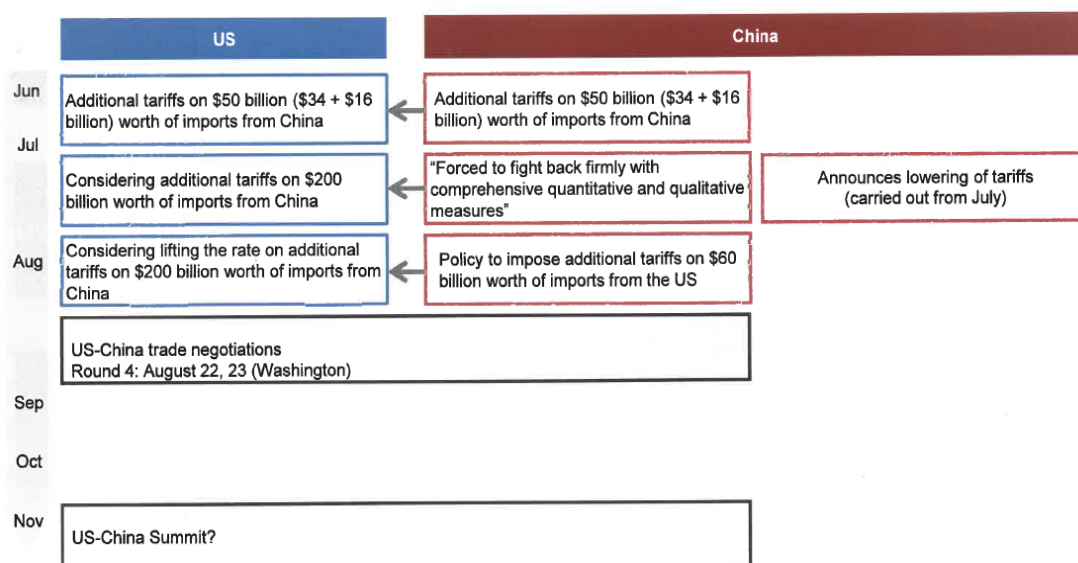 US
China
Jun
Jul
Aug
Sep
Oct
Nov
Additional tariffs on $50 billion ($34 + $16
billion) worth of imports from China
Additional tariffs on $50 billion ($34 + $16
billion) worth of imports from China
Considering additional tariffs on $200
billion worth of imports from China
"Forced to fight back firmly with
comprehensive quantitative and qualitative
measures"
Announces lowering of tariffs
(carried out from July)
Considering lifting the rate on additional
tariffs on $200 billion worth of imports from
China
Policy to impose additional tariffs on $60
billion worth of imports from the US
US-China trade negotiations
Round 4: August 22, 23 (Washington)
US-China Summit?